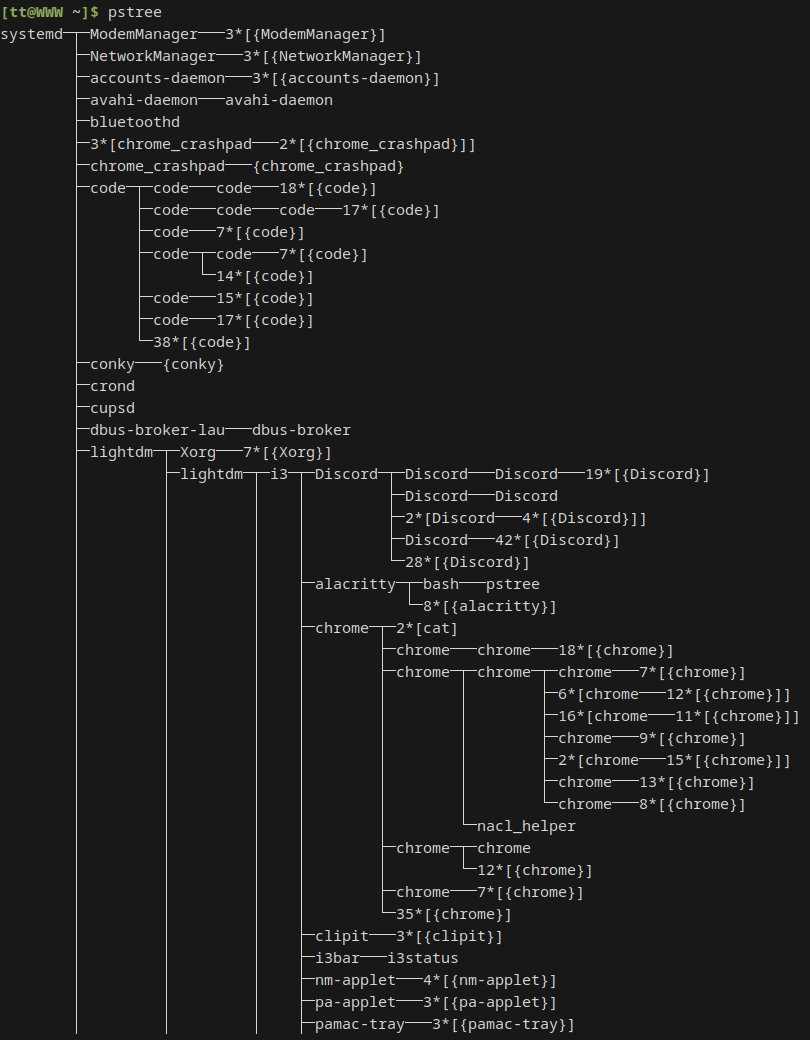 [tt@WWW ~]$ pstree
systemd─┬─ModemManager───3*[{ModemManager}]
        ├─NetworkManager───3*[{NetworkManager}]
        ├─accounts-daemon───3*[{accounts-daemon}]
        ├─avahi-daemon───avahi-daemon
        ├─bluetoothd
        ├─3*[chrome_crashpad───2*[{chrome_crashpad}]]
        ├─chrome_crashpad───{chrome_crashpad}
        ├─code─┬─code───code───18*[{code}]
        │      ├─code───code───code───17*[{code}]
        │      ├─code───7*[{code}]
        │      ├─code─┬─code───7*[{code}]
        │      │      └─14*[{code}]
        │      ├─code───15*[{code}]
        │      ├─code───17*[{code}]
        │      └─38*[{code}]
        ├─conky───{conky}
        ├─crond
        ├─cupsd
        ├─dbus-broker-lau───dbus-broker
        ├─lightdm─┬─Xorg───7*[{Xorg}]
        │         ├─lightdm─┬─i3─┬─Discord─┬─Discord───Discord───19*[{Discord}]
        │         │         │    │         ├─Discord───Discord
        │         │         │    │         ├─2*[Discord───4*[{Discord}]]
        │         │         │    │         ├─Discord───42*[{Discord}]
        │         │         │    │         └─28*[{Discord}]
        │         │         │    ├─alacritty─┬─bash───pstree
        │         │         │    │           └─8*[{alacritty}]
        │         │         │    ├─chrome─┬─2*[cat]
        │         │         │    │        ├─chrome───chrome───18*[{chrome}]
        │         │         │    │        ├─chrome─┬─chrome─┬─chrome───7*[{chrome}]
        │         │         │    │        │        │        ├─6*[chrome───12*[{chrome}]]
        │         │         │    │        │        │        ├─16*[chrome───11*[{chrome}]]
        │         │         │    │        │        │        ├─chrome───9*[{chrome}]
        │         │         │    │        │        │        ├─2*[chrome───15*[{chrome}]]
        │         │         │    │        │        │        ├─chrome───13*[{chrome}]
        │         │         │    │        │        │        └─chrome───8*[{chrome}]
        │         │         │    │        │        └─nacl_helper
        │         │         │    │        ├─chrome─┬─chrome
        │         │         │    │        │        └─12*[{chrome}]
        │         │         │    │        ├─chrome───7*[{chrome}]
        │         │         │    │        └─35*[{chrome}]
        │         │         │    ├─clipit───3*[{clipit}]
        │         │         │    ├─i3bar───i3status
        │         │         │    ├─nm-applet───4*[{nm-applet}]
        │         │         │    ├─pa-applet───3*[{pa-applet}]
        │         │         │    ├─pamac-tray───3*[{pamac-tray}]